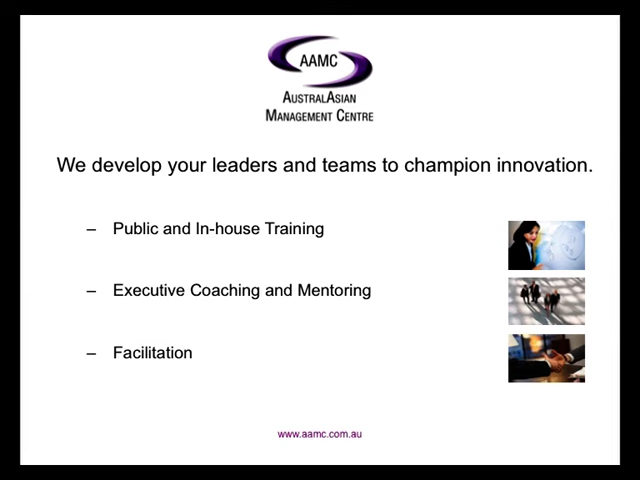 AAMC
AUSTRALASIAN
MANAGEMENT CENTRE
We develop your leaders and teams to champion innovation.
– Public and In-house Training
– Executive Coaching and Mentoring
– Facilitation
www.aamc.com.au